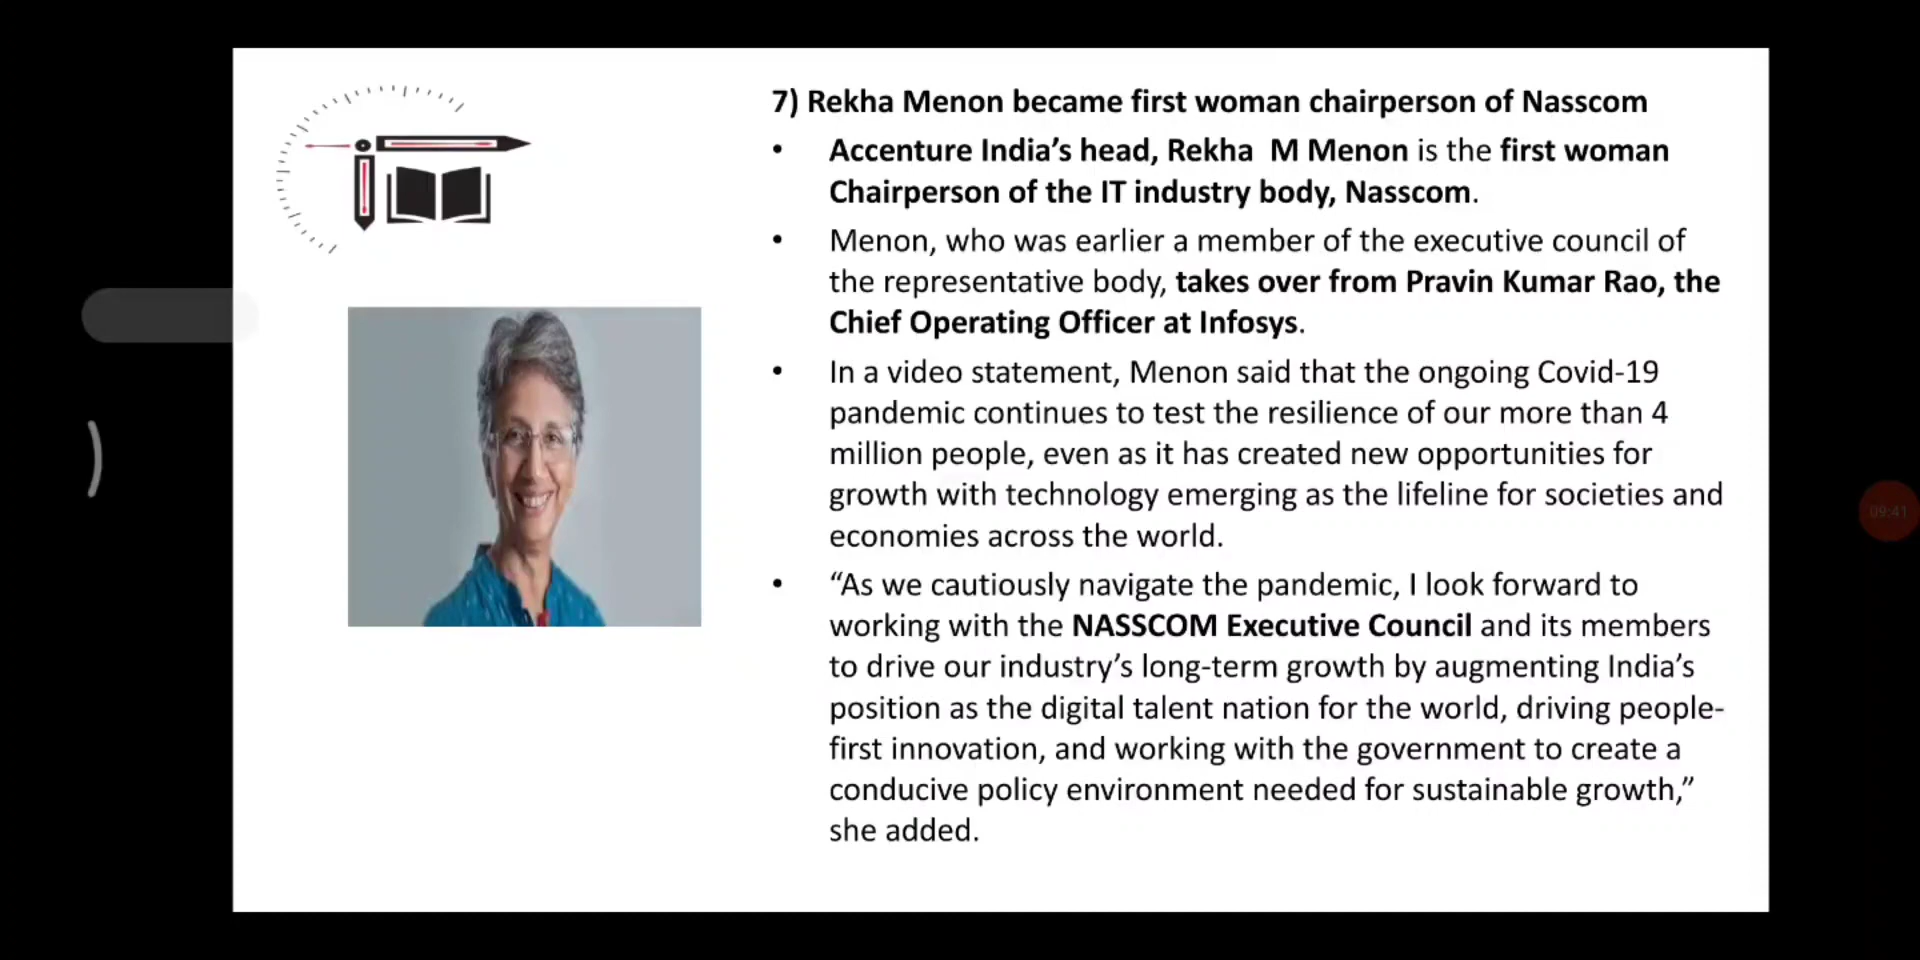 7) Rekha Menon became first woman chairperson of Nasscom
• Accenture India’s head, Rekha M Menon is the first woman
Chairperson of the IT industry body, Nasscom.
• Menon, who was earlier a member of the executive council of
the representative body, takes over from Pravin Kumar Rao, the
Chief Operating Officer at Infosys.
• In a video statement, Menon said that the ongoing Covid-19
pandemic continues to test the resilience of our more than 4
million people, even as it has created new opportunities for
growth with technology emerging as the lifeline for societies and
economies across the world.
• “As we cautiously navigate the pandemic, I look forward to
working with the NASSCOM Executive Council and its members
to drive our industry’s long-term growth by augmenting India’s
position as the digital talent nation for the world, driving people-
first innovation, and working with the government to create a
conducive policy environment needed for sustainable growth,”
she added.
09:41